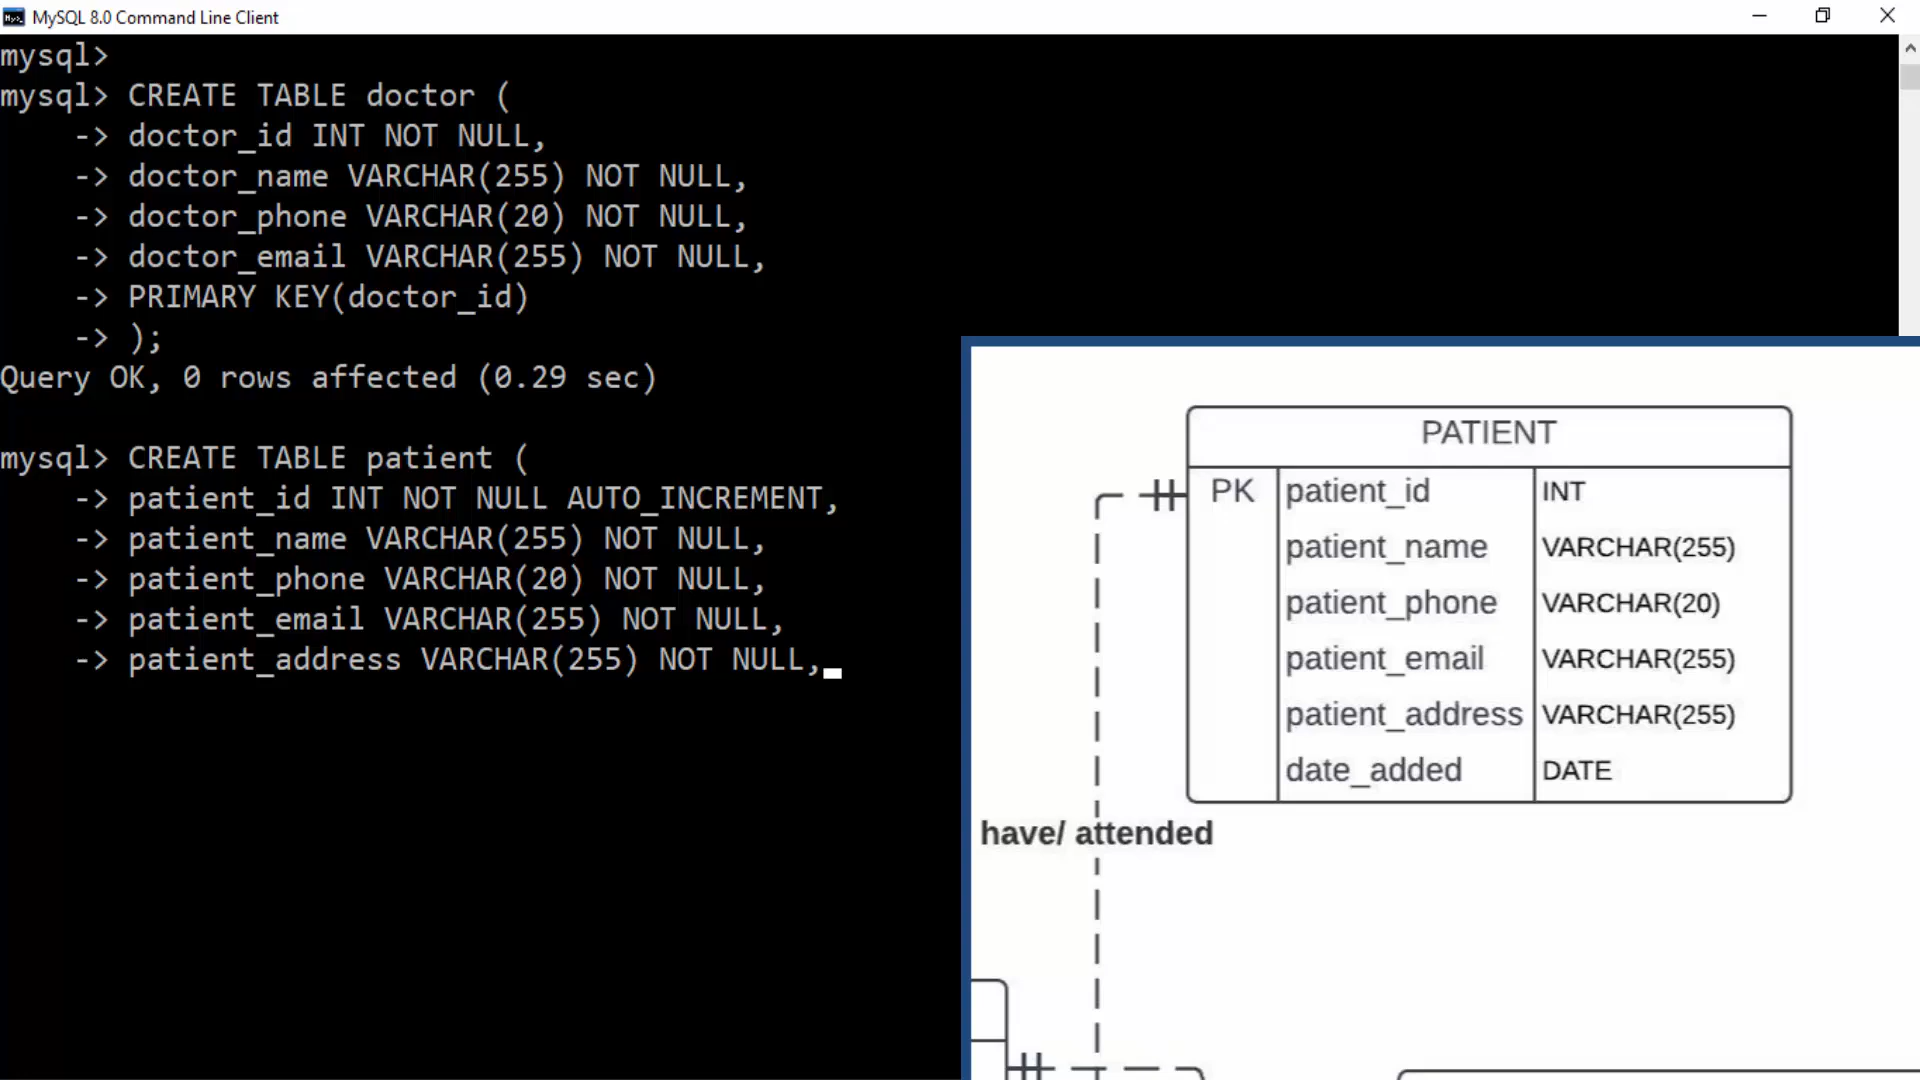 MySQL 8.0 Command Line Client
mysql>
mysql> CREATE TABLE doctor (
    -> doctor_id INT NOT NULL,
    -> doctor_name VARCHAR(255) NOT NULL,
    -> doctor_phone VARCHAR(20) NOT NULL,
    -> doctor_email VARCHAR(255) NOT NULL,
    -> PRIMARY KEY(doctor_id)
    -> );
Query OK, 0 rows affected (0.29 sec)
mysql> CREATE TABLE patient (
    -> patient_id INT NOT NULL AUTO_INCREMENT,
    -> patient_name VARCHAR(255) NOT NULL,
    -> patient_phone VARCHAR(20) NOT NULL,
    -> patient_email VARCHAR(255) NOT NULL,
    -> patient_address VARCHAR(255) NOT NULL,
PATIENT
PK patient_id INT
patient_name VARCHAR(255)
patient_phone VARCHAR(20)
patient_email VARCHAR(255)
patient_address VARCHAR(255)
date_added DATE
have/ attended